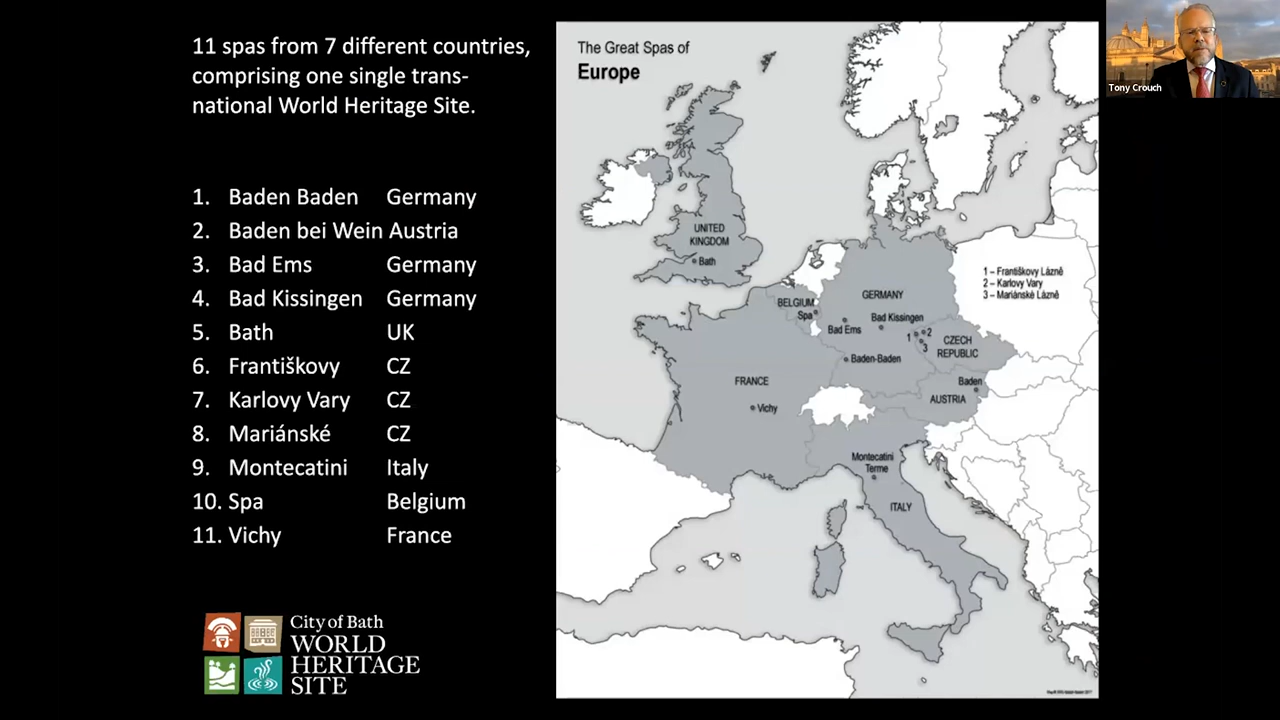 11 spas from 7 different countries,
comprising one single trans-
national World Heritage Site.
1. Baden Baden Germany
2. Baden bei Wein Austria
3. Bad Ems Germany
4. Bad Kissingen Germany
5. Bath UK
6. Františkovy CZ
7. Karlovy Vary CZ
8. Mariánské CZ
9. Montecatini Italy
10. Spa Belgium
11. Vichy France
City of Bath
WORLD
HERITAGE
SITE
The Great Spas of
Europe
UNITED
KINGDOM
Bath
1 – Františkovy Lázně
2 – Karlovy Vary
3 – Mariánské Lázně
BELGIUM
Spa
GERMANY
Bad Ems
Bad Kissingen
1
2
3
CZECH
REPUBLIC
Baden-Baden
FRANCE
Vichy
Baden
AUSTRIA
Montecatini
Terme
ITALY
Tony Crouch